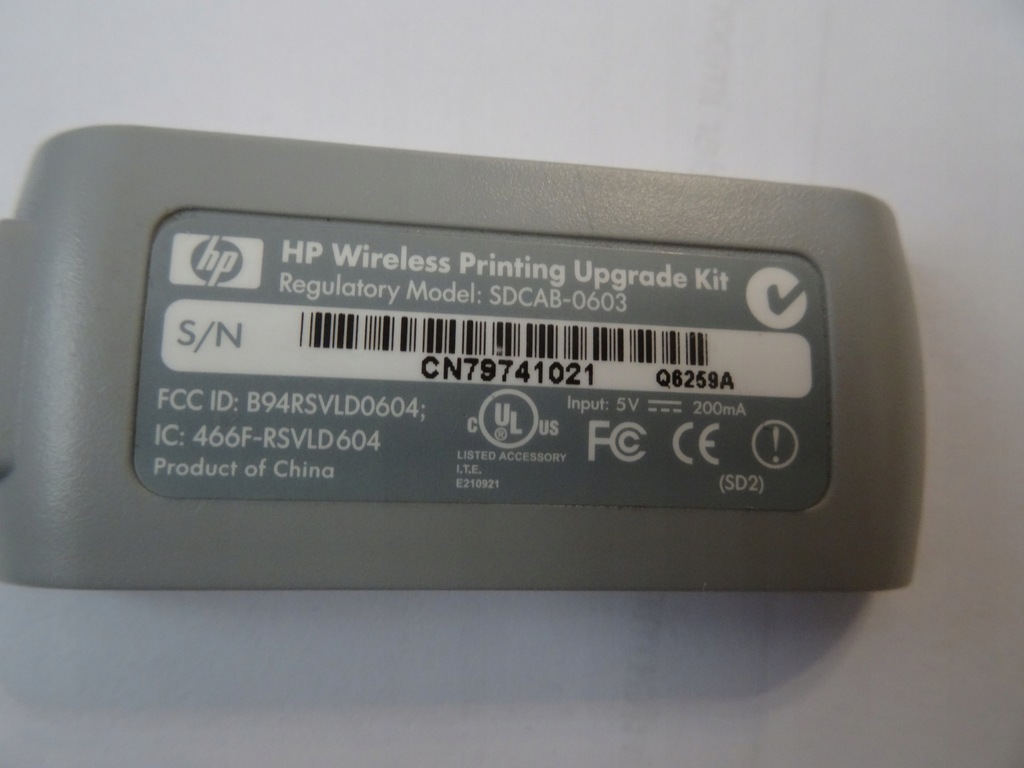 hp
HP Wireless Printing Upgrade Kit
Regulatory Model: SDCAB-0603
S/N
CN79741021
Q6259A
FCC ID: B94RSVLD0604;
IC: 466F-RSVLD604
Product of China
C UL ® US
LISTED ACCESSORY
I.T.E.
E210921
Input: 5V 200mA
FC CE
(SD2)